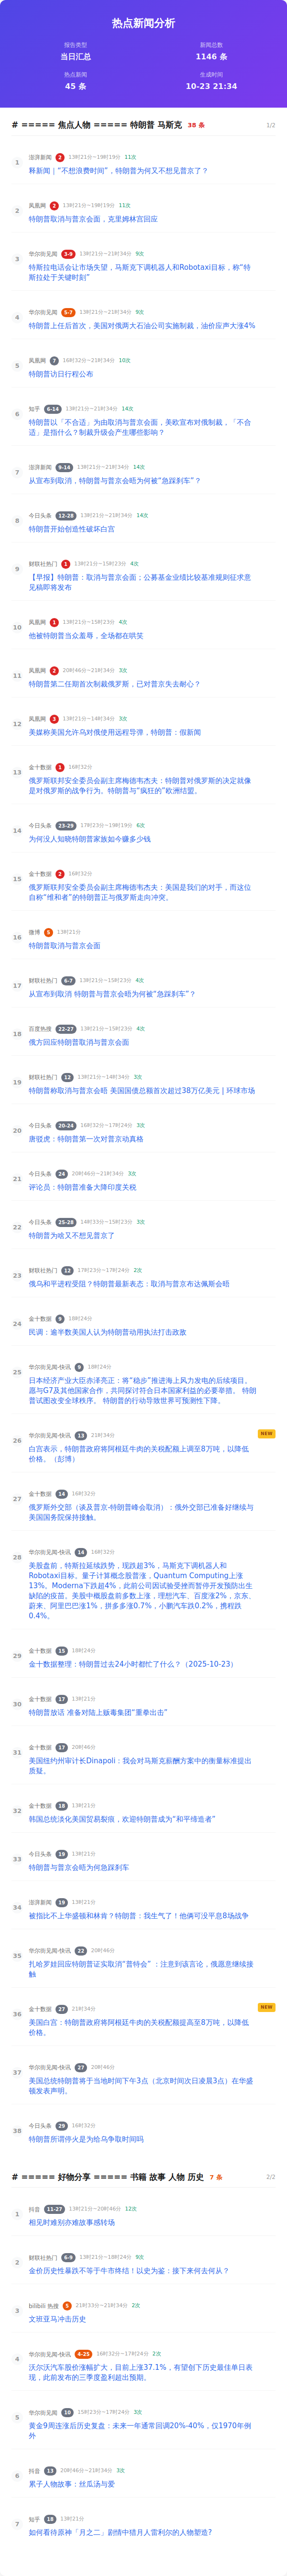 热点新闻分析
报告类型
新闻总数
当日汇总
1146 条
热点新闻
生成时间
45 条
10-23 21:34
# ===== 焦点人物 ===== 特朗普 马斯克 38 条 1/2
1
澎湃新闻 2 13时21分~19时19分 11次
释新闻｜“不想浪费时间”，特朗普为何又不想见普京了？
2
凤凰网 2 13时21分~19时19分 11次
特朗普取消与普京会面，克里姆林宫回应
3
华尔街见闻 3-9 13时21分~21时34分 9次
特斯拉电话会让市场失望，马斯克下调机器人和Robotaxi目标，称“特
斯拉处于关键时刻”
4
华尔街见闻 5-7 13时21分~21时34分 9次
特朗普上任后首次，美国对俄两大石油公司实施制裁，油价应声大涨4%
5
凤凰网 7 16时32分~21时34分 10次
特朗普访日行程公布
6
知乎 6-14 13时21分~21时34分 14次
特朗普以「不合适」为由取消与普京会面，美欧宣布对俄制裁，「不合
适」是指什么？制裁升级会产生哪些影响？
7
澎湃新闻 9-14 13时21分~21时34分 14次
从宣布到取消，特朗普与普京会晤为何被“急踩刹车”？
8
今日头条 12-28 13时21分~21时34分 14次
特朗普开始创造性破坏白宫
9
财联社热门 1 13时21分~15时23分 4次
【早报】特朗普：取消与普京会面；公募基金业绩比较基准规则征求意
见稿即将发布
10
凤凰网 1 13时21分~15时23分 4次
他被特朗普当众羞辱，全场都在哄笑
11
凤凰网 2 20时46分~21时34分 3次
特朗普第二任期首次制裁俄罗斯，已对普京失去耐心？
12
凤凰网 3 13时21分~14时34分 3次
美媒称美国允许乌对俄使用远程导弹，特朗普：假新闻
13
金十数据 1 16时32分
俄罗斯联邦安全委员会副主席梅德韦杰夫：特朗普对俄罗斯的决定就像
是对俄罗斯的战争行为。特朗普与“疯狂的”欧洲结盟。
14
今日头条 23-29 17时23分~19时19分 6次
为何没人知晓特朗普家族如今赚多少钱
15
金十数据 2 16时32分
俄罗斯联邦安全委员会副主席梅德韦杰夫：美国是我们的对手，而这位
自称“维和者”的特朗普正与俄罗斯走向冲突。
16
微博 5 13时21分
特朗普取消与普京会面
17
财联社热门 6-7 13时21分~15时23分 4次
从宣布到取消 特朗普与普京会晤为何被“急踩刹车”？
18
百度热搜 22-27 13时21分~15时23分 4次
俄方回应特朗普取消与普京会面
19
财联社热门 12 13时21分~14时34分 3次
特朗普称取消与普京会晤 美国国债总额首次超过38万亿美元 | 环球市场
20
今日头条 20-24 16时32分~17时24分 3次
唐驳虎：特朗普第一次对普京动真格
21
今日头条 24 20时46分~21时34分 3次
评论员：特朗普准备大降印度关税
22
今日头条 25-28 14时33分~15时23分 3次
特朗普为啥又不想见普京了
23
财联社热门 12 17时23分~17时24分 2次
俄乌和平进程受阻？特朗普最新表态：取消与普京布达佩斯会晤
24
金十数据 9 18时24分
民调：逾半数美国人认为特朗普动用执法打击政敌
25
华尔街见闻-快讯 9 18时24分
日本经济产业大臣赤泽亮正：将“稳步”推进海上风力发电的后续项目。
愿与G7及其他国家合作，共同探讨符合日本国家利益的必要举措。 特朗
普试图改变全球秩序。 特朗普的行动导致世界可预测性下降。
26
华尔街见闻-快讯 13 21时34分
NEW
白宫表示，特朗普政府将阿根廷牛肉的关税配额上调至8万吨，以降低
价格。（彭博）
27
金十数据 14 16时32分
俄罗斯外交部（谈及普京-特朗普峰会取消）：俄外交部已准备好继续与
美国国务院保持接触。
28
华尔街见闻-快讯 14 16时32分
美股盘前，特斯拉延续跌势，现跌超3%，马斯克下调机器人和
Robotaxi目标。量子计算概念股普涨，Quantum Computing上涨
13%。Moderna下跌超4%，此前公司因试验受挫而暂停开发预防出生
缺陷的疫苗。美股中概股盘前多数上涨，理想汽车、百度涨2%，京东、
蔚来、阿里巴巴涨1%，拼多多涨0.7%，小鹏汽车跌0.2%，携程跌
0.4%。
29
金十数据 15 18时24分
金十数据整理：特朗普过去24小时都忙了什么？（2025-10-23）
30
金十数据 17 13时21分
特朗普放话 准备对陆上贩毒集团“重拳出击”
31
金十数据 17 20时46分
美国纽约州审计长Dinapoli：我会对马斯克薪酬方案中的衡量标准提出
质疑。
32
金十数据 18 13时21分
韩国总统淡化美国贸易裂痕，欢迎特朗普成为“和平缔造者”
33
今日头条 19 13时21分
特朗普与普京会晤为何急踩刹车
34
澎湃新闻 19 13时21分
被指比不上华盛顿和林肯？特朗普：我生气了！他俩可没平息8场战争
35
华尔街见闻-快讯 22 20时46分
扎哈罗娃回应特朗普证实取消“普特会”：注意到该言论，俄愿意继续接
触
36
金十数据 27 21时34分
NEW
美国白宫：特朗普政府将阿根廷牛肉的关税配额提高至8万吨，以降低
价格。
37
华尔街见闻-快讯 27 20时46分
美国总统特朗普将于当地时间下午3点（北京时间次日凌晨3点）在华盛
顿发表声明。
38
今日头条 29 16时32分
特朗普所谓停火是为给乌争取时间吗
# ===== 好物分享 ===== 书籍 故事 人物 历史 7 条 2/2
1
抖音 11-27 13时21分~20时46分 12次
相见时难别亦难故事感转场
2
财联社热门 6-9 13时21分~18时24分 9次
金价历史性暴跌不等于牛市终结！以史为鉴：接下来何去何从？
3
bilibili 热搜 5 21时33分~21时34分 2次
文班亚马冲击历史
4
华尔街见闻-快讯 4-25 16时32分~17时24分 2次
沃尔沃汽车股价涨幅扩大，日前上涨37.1%，有望创下历史最佳单日表
现，此前发布的三季度盈利超出预期。
5
华尔街见闻 10 15时23分~17时24分 3次
黄金9周连涨后历史复盘：未来一年通常回调20%-40%，仅1970年例
外
6
抖音 13 20时46分~21时34分 3次
累子人物故事：丝瓜汤与爱
7
知乎 18 13时21分
如何看待原神「月之二」剧情中猎月人雷利尔的人物塑造?